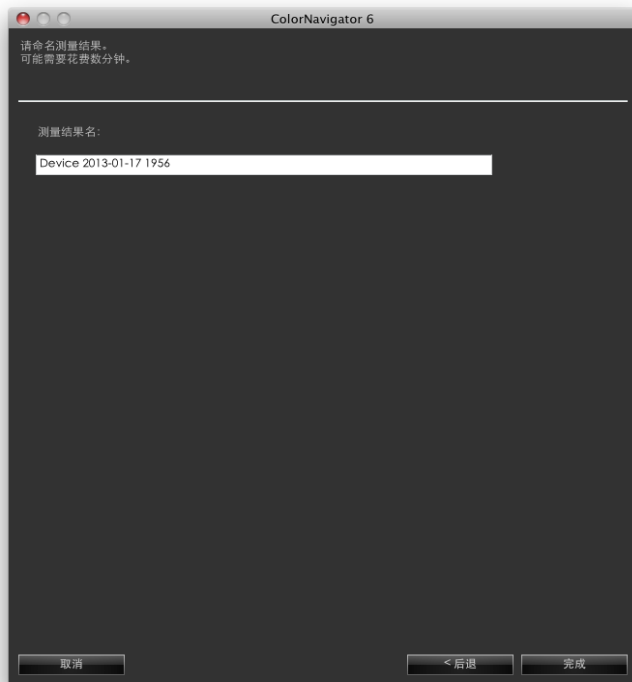 ColorNavigator 6
请命名测量结果。
可能需要花费数分钟。
测量结果名：
Device 2013-01-17 1956
取消
<后退
完成